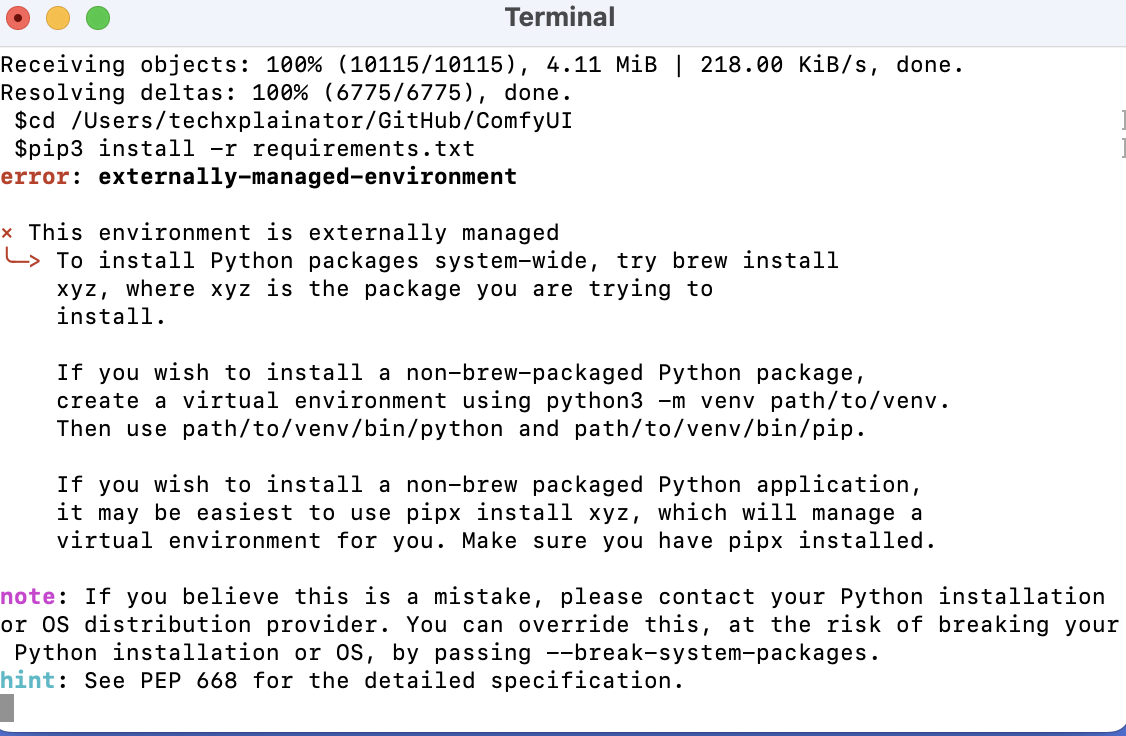 Terminal
Receiving objects: 100% (10115/10115), 4.11 MiB | 218.00 KiB/s, done.
Resolving deltas: 100% (6775/6775), done.
$cd /Users/techxplainator/GitHub/ComfyUI
$pip3 install -r requirements.txt
error: externally-managed-environment
× This environment is externally managed
╰─> To install Python packages system-wide, try brew install
xyz, where xyz is the package you are trying to
install.
If you wish to install a non-brew-packaged Python package,
create a virtual environment using python3 -m venv path/to/venv.
Then use path/to/venv/bin/python and path/to/venv/bin/pip.
If you wish to install a non-brew packaged Python application,
it may be easiest to use pipx install xyz, which will manage a
virtual environment for you. Make sure you have pipx installed.
note: If you believe this is a mistake, please contact your Python installation
or OS distribution provider. You can override this, at the risk of breaking your
Python installation or OS, by passing --break-system-packages.
hint: See PEP 668 for the detailed specification.